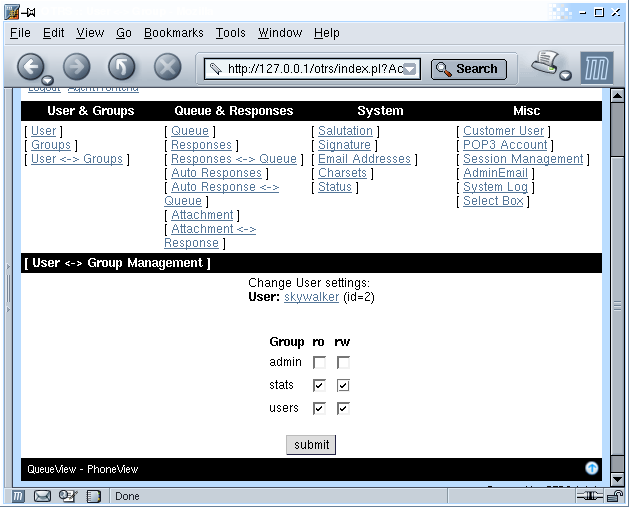 File Edit View Go Bookmarks Tools Window Help
http://127.0.0.1/otrs/index.pl?Ac
Search
Logout AgentFrontend
User & Groups Queue & Responses System Misc
[ User ] [ Queue ] [ Salutation ] [ Customer User ]
[ Groups ] [ Responses ] [ Signature ] [ POP3 Account ]
[ User <-> Groups ] [ Responses <-> Queue ] [ Email Addresses ] [ Session Management ]
[ Auto Responses ] [ Charsets ] [ AdminEmail ]
[ Auto Response <-> [ Status ] [ System Log ]
Queue ] [ Select Box ]
[ Attachment ]
[ Attachment <->
Response ]
[ User <-> Group Management ]
Change User settings:
User: skywalker (id=2)
Group ro rw
admin
stats
users
submit
QueueView - PhoneView
Done